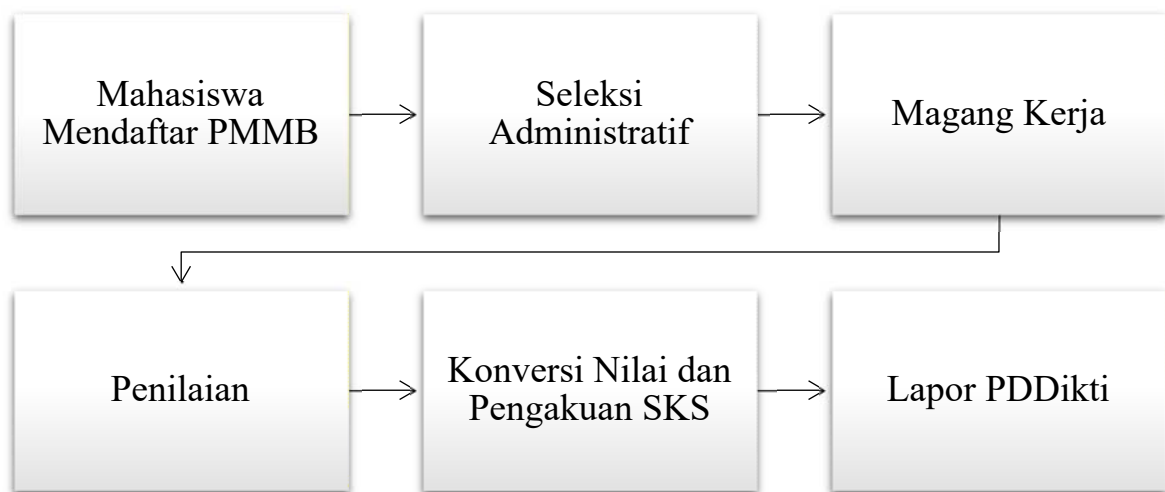 Mahasiswa
Mendaftar PMMB
Seleksi
Administratif
Magang Kerja
Penilaian
Konversi Nilai dan
Pengakuan SKS
Lapor PDDikti